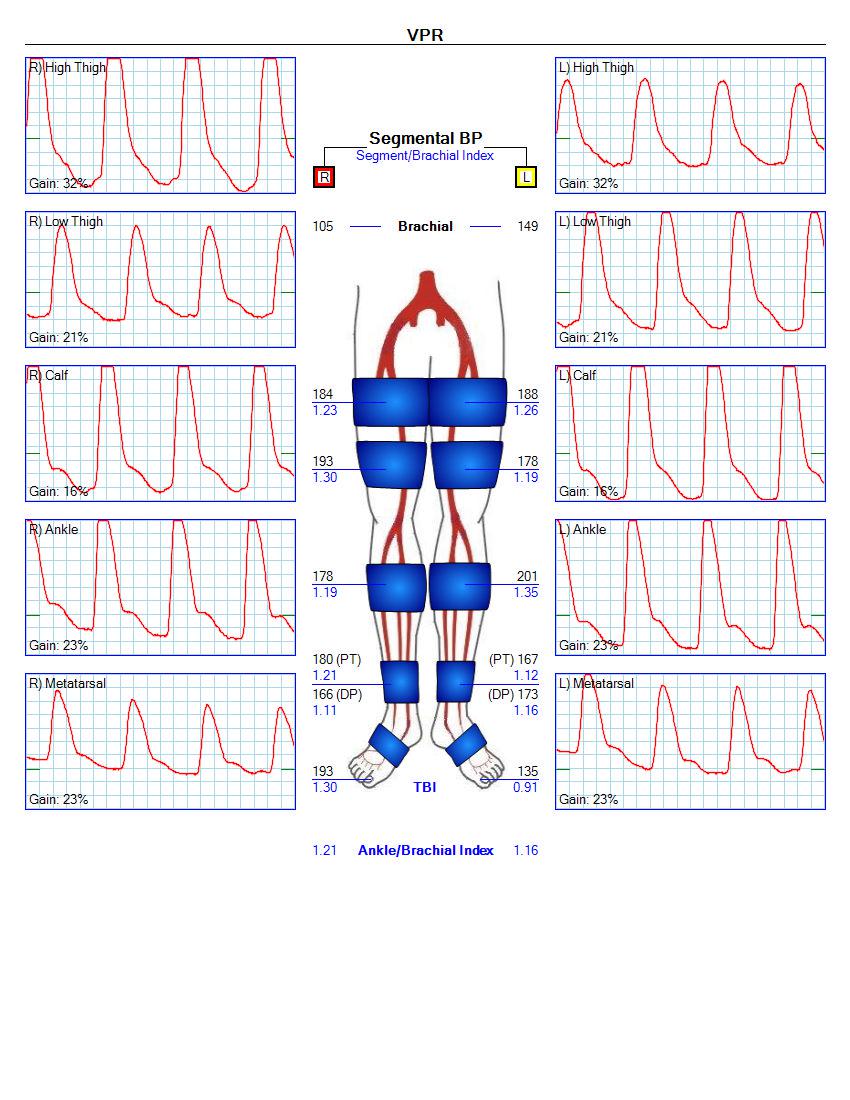 VPR
R) High Thigh
Gain: 32%
L) High Thigh
Gain: 32%
Segmental BP
Segment/Brachial Index
R
L
105 Brachial 149
R) Low Thigh
Gain: 21%
L) Low Thigh
Gain: 21%
184
1.23
188
1.26
R) Calf
Gain: 16%
L) Calf
Gain: 16%
193
1.30
178
1.19
R) Ankle
Gain: 23%
L) Ankle
Gain: 23%
178
1.19
201
1.35
R) Metatarsal
Gain: 23%
L) Metatarsal
Gain: 23%
180 (PT)
1.21
166 (DP)
1.11
(PT) 167
1.12
(DP) 173
1.16
193
1.30
TBI
135
0.91
1.21 Ankle/Brachial Index 1.16